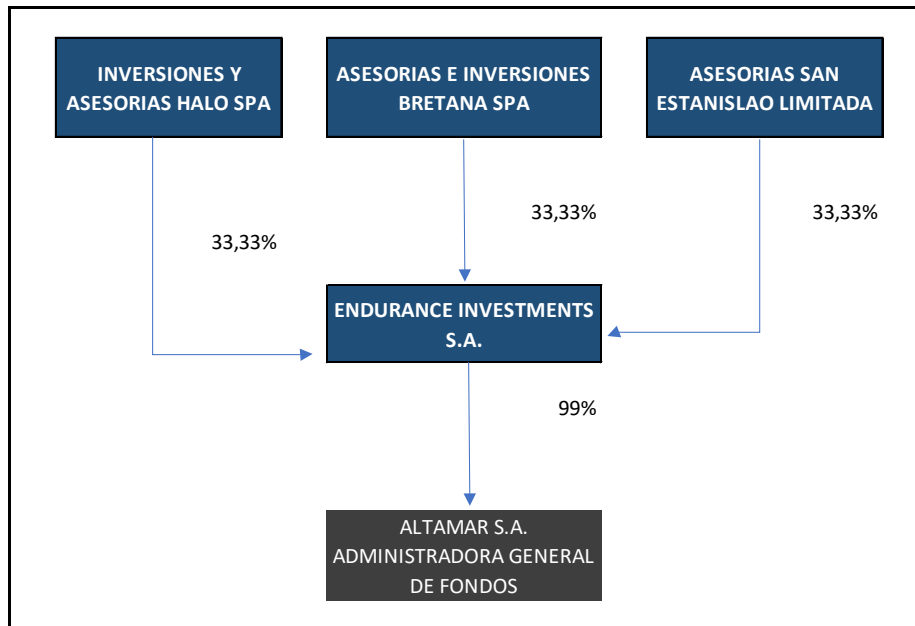 INVERSIONES Y
ASESORIAS HALO SPA
ASESORIAS E INVERSIONES
BRETANA SPA
ASESORIAS SAN
ESTANISLAO LIMITADA
33,33%
33,33%
33,33%
ENDURANCE INVESTMENTS
S.A.
99%
ALTAMAR S.A.
ADMINISTRADORA GENERAL
DE FONDOS